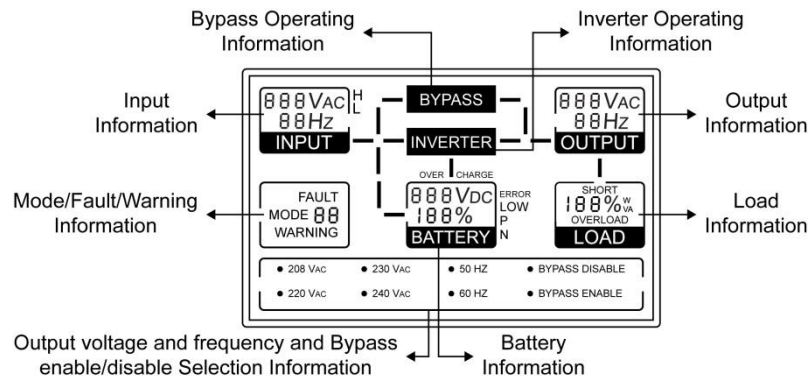 Bypass Operating
Information
Inverter Operating
Information
Input
Information
Output
Information
Mode/Fault/Warning
Information
Load
Information
888VAC H
L
88HZ
INPUT
BYPASS
INVERTER
888VAC
88HZ
OUTPUT
FAULT
MODE 88
WARNING
OVER CHARGE
888VDC
188%
BATTERY
ERROR
LOW
P
N
SHORT
188% W
VA
OVERLOAD
LOAD
• 208 VAC • 230 VAC • 50 HZ • BYPASS DISABLE
• 220 VAC • 240 VAC • 60 HZ • BYPASS ENABLE
Output voltage and frequency and Bypass
enable/disable Selection Information
Battery
Information